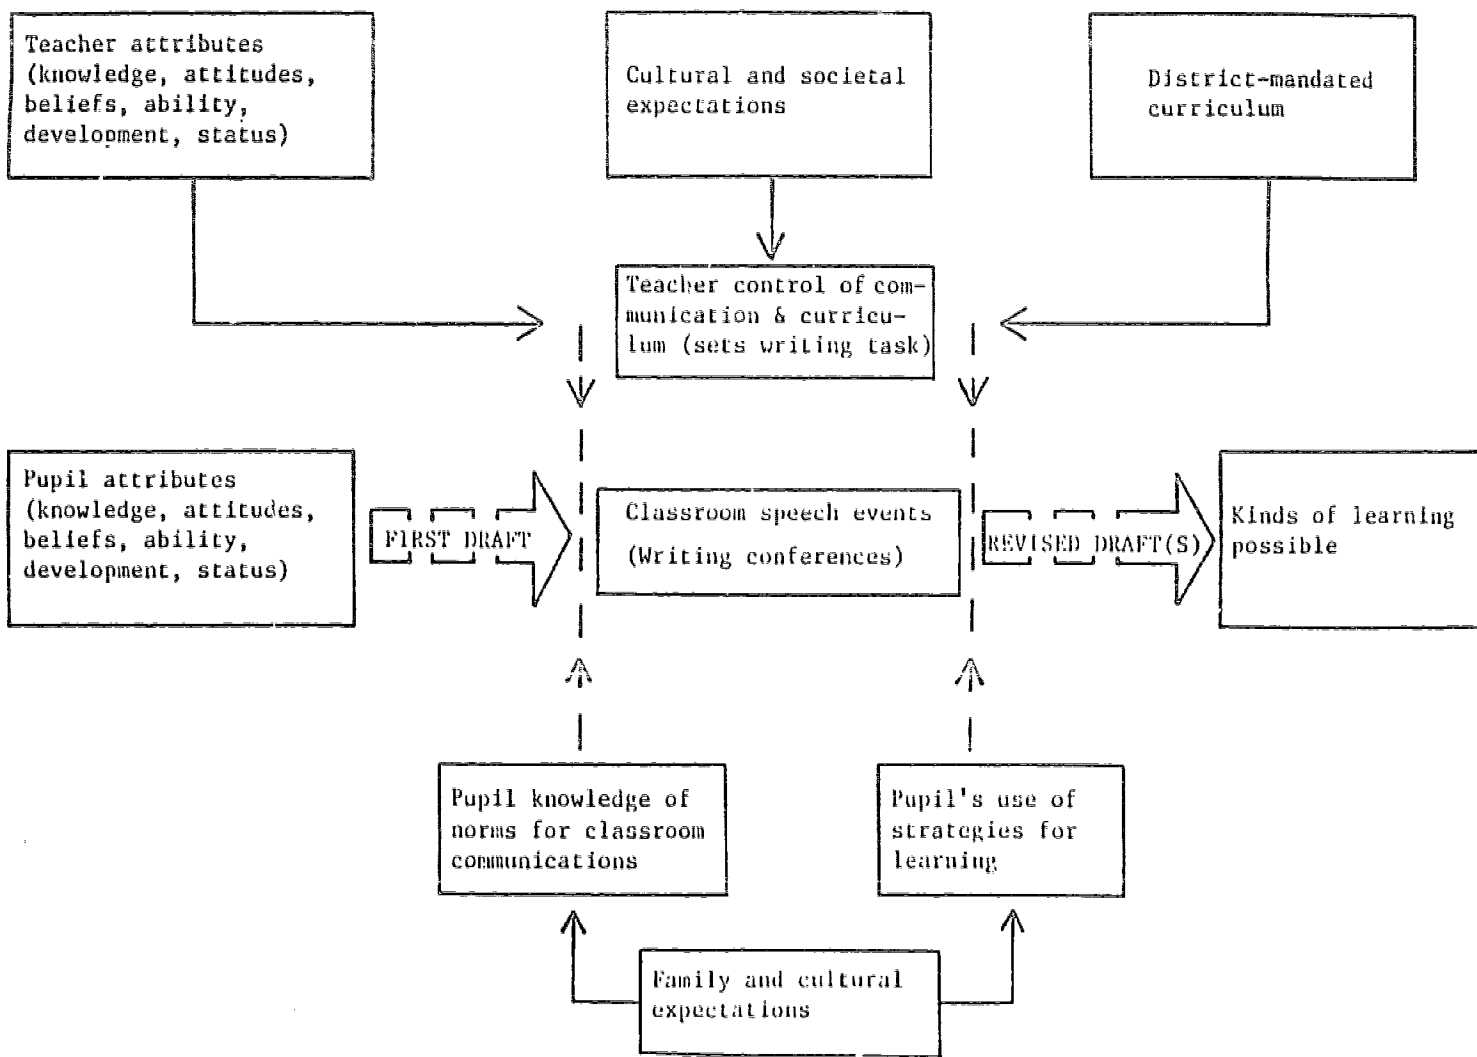 Teacher attributes
(knowledge, attitudes,
beliefs, ability,
development, status)
Cultural and societal
expectations
District-mandated
curriculum
Teacher control of com-
munication & curricu-
lum (sets writing task)
Pupil attributes
(knowledge, attitudes,
beliefs, ability,
development, status)
FIRST DRAFT
Classroom speech events
(Writing conferences)
REVISED DRAFT(S)
Kinds of learning
possible
Pupil knowledge of
norms for classroom
communications
Pupil's use of
strategies for
learning
Family and cultural
expectations